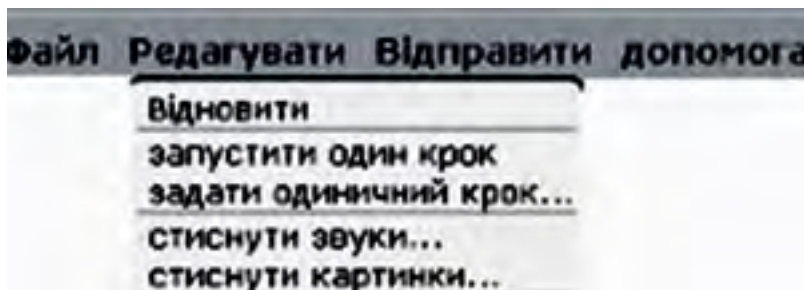 Файл Редагувати Відправити допомога
Відновити
запустити один крок
задати одиничний крок...
стиснути звуки...
стиснути картинки...